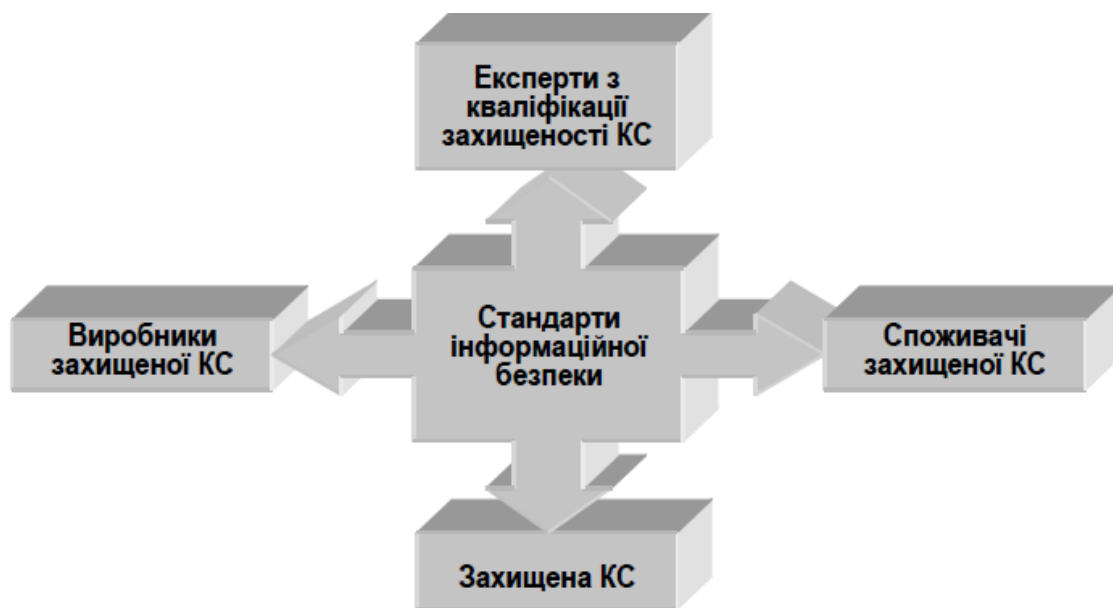 Експерти з
кваліфікації
захищеності КС
Виробники
захищеної КС
Стандарти
інформаційної
безпеки
Споживачі
захищеної КС
Захищена КС